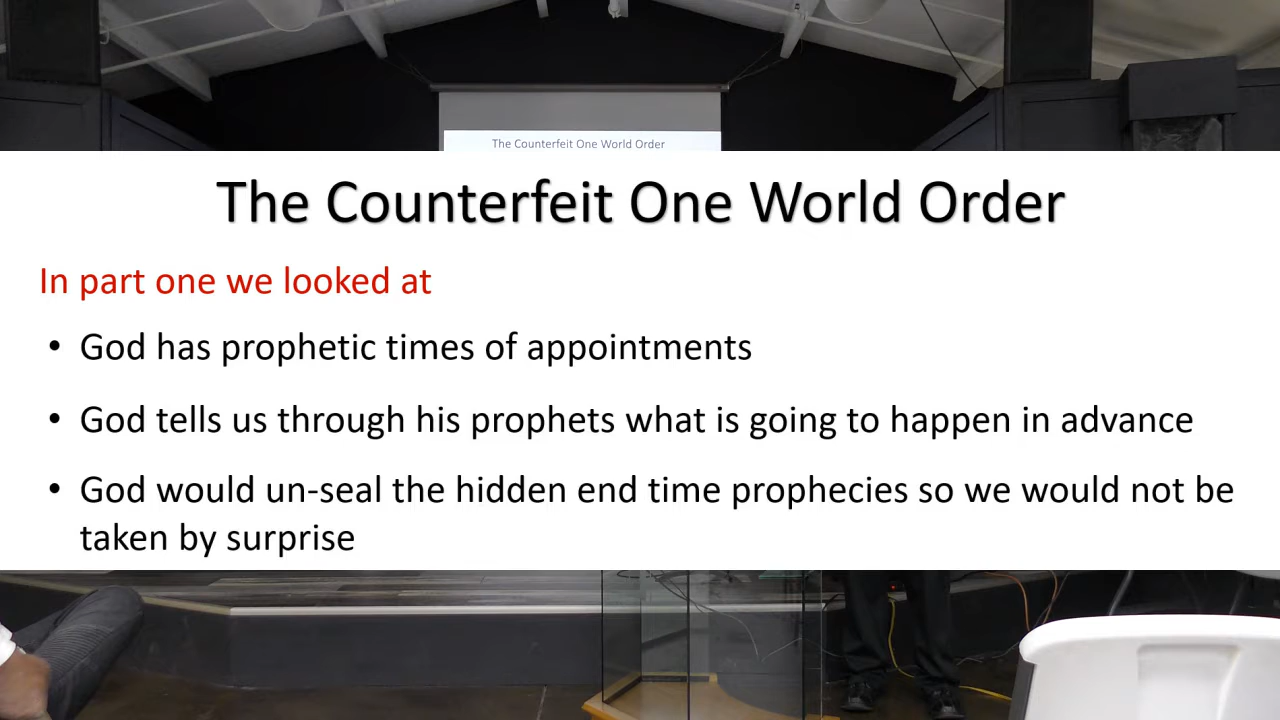 The Counterfeit One World Order
The Counterfeit One World Order
In part one we looked at
• God has prophetic times of appointments
• God tells us through his prophets what is going to happen in advance
• God would un-seal the hidden end time prophecies so we would not be
taken by surprise